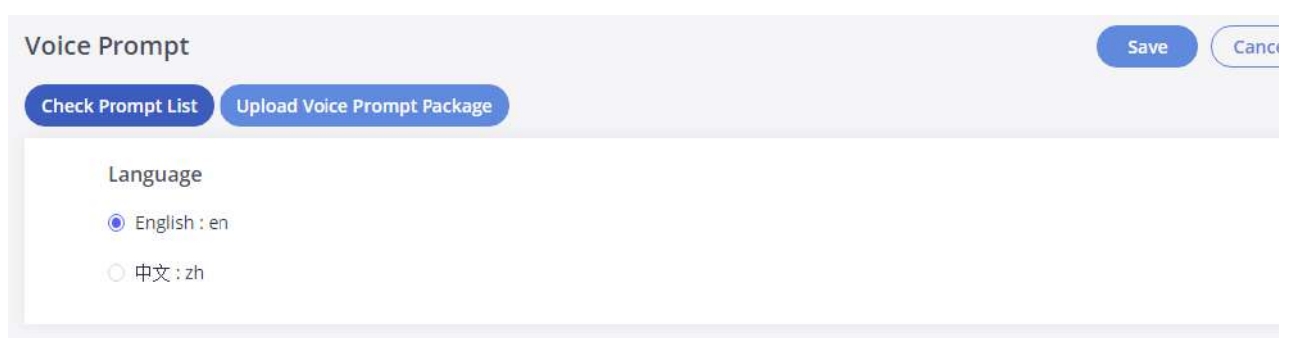 Voice Prompt
Save
Check Prompt List
Upload Voice Prompt Package
Language
English : en
中文 : zh